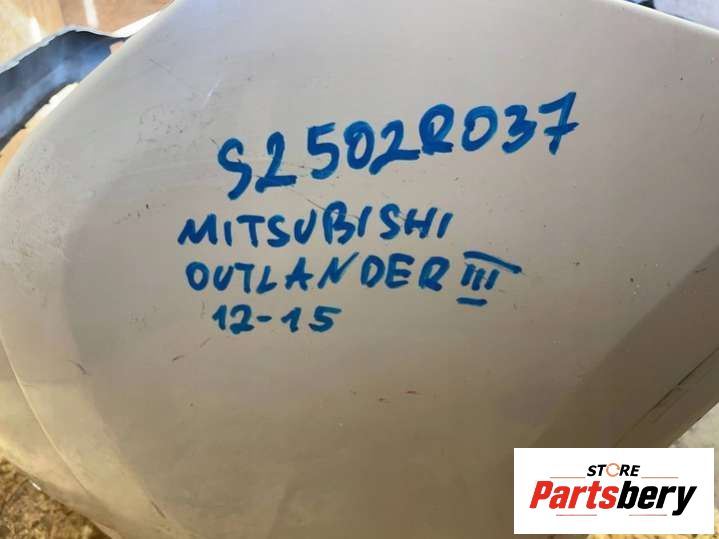 S2502R037
MITSUBISHI
OUTLANDER III
12-15
STORE
Partsbery